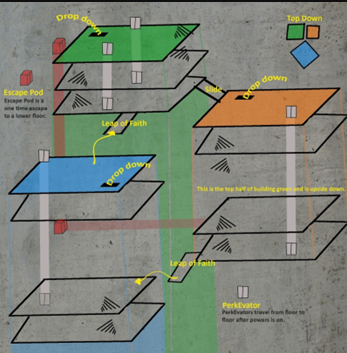 Drop down
Top Down
Escape Pod
Escape Pod is a
one time escape
to a lower floor.
Slide
Drop down
Leap of Faith
Drop down
This is the top half of building green and is upside down.
Leap of Faith
PerkEvator
PerkEvators travel from floor to
floor after powers is on.